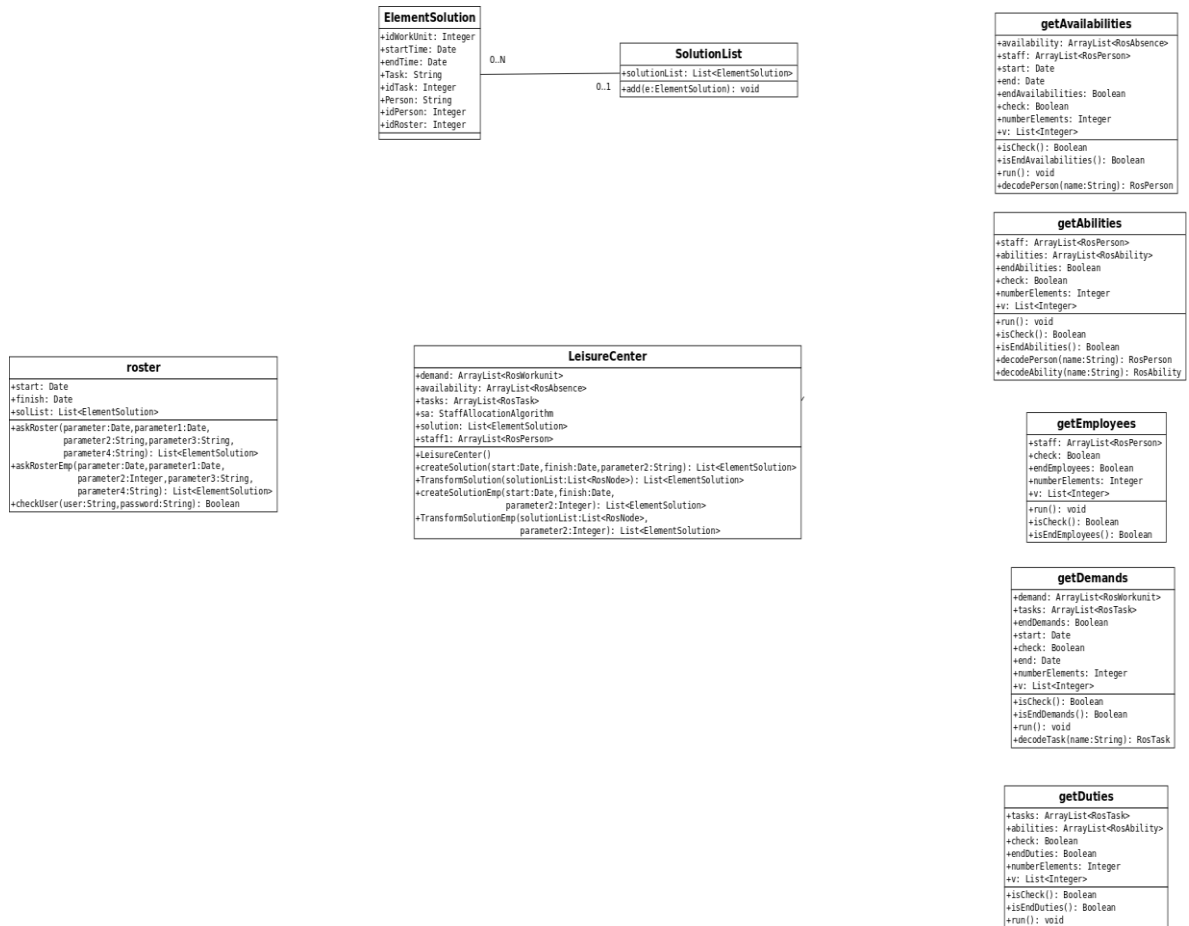 ElementSolution
+idWorkUnit: Integer
+startTime: Date
+endTime: Date
+Task: String
+idTask: Integer
+Person: String
+idPerson: Integer
+idRoster: Integer
0..N
0..1
SolutionList
+solutionList: List<ElementSolution>
+add(e:ElementSolution): void
getAvailabilities
+availability: ArrayList<RosAbsence>
+staff: ArrayList<RosPerson>
+start: Date
+end: Date
+endAvailabilities: Boolean
+check: Boolean
+numberElements: Integer
+v: List<Integer>
+isCheck(): Boolean
+isEndAvailabilities(): Boolean
+run(): void
+decodePerson(name:String): RosPerson
getAbilities
+staff: ArrayList<RosPerson>
+abilities: ArrayList<RosAbility>
+endAbilities: Boolean
+check: Boolean
+numberElements: Integer
+v: List<Integer>
+run(): void
+isCheck(): Boolean
+isEndAbilities(): Boolean
+decodePerson(name:String): RosPerson
+decodeAbility(name:String): RosAbility
roster
+start: Date
+finish: Date
+solList: List<ElementSolution>
+askRoster(parameter:Date,parameter1:Date,
parameter2:String,parameter3:String,
parameter4:String): List<ElementSolution>
+askRosterEmp(parameter:Date,parameter1:Date,
parameter2:Integer,parameter3:String,
parameter4:String): List<ElementSolution>
+checkUser(user:String,password:String): Boolean
LeisureCenter
+demand: ArrayList<RosWorkunit>
+availability: ArrayList<RosAbsence>
+tasks: ArrayList<RosTask>
+sa: StaffAllocationAlgorithm
+solution: List<ElementSolution>
+staff1: ArrayList<RosPerson>
+LeisureCenter()
+createSolution(start:Date,finish:Date,parameter2:String): List<ElementSolution>
+TransformSolution(solutionList:List<RosNode>): List<ElementSolution>
+createSolutionEmp(start:Date,finish:Date,
parameter2:Integer): List<ElementSolution>
+TransformSolutionEmp(solutionList:List<RosNode>,
parameter2:Integer): List<ElementSolution>
getEmployees
+staff: ArrayList<RosPerson>
+check: Boolean
+endEmployees: Boolean
+numberElements: Integer
+v: List<Integer>
+run(): void
+isCheck(): Boolean
+isEndEmployees(): Boolean
getDemands
+demand: ArrayList<RosWorkunit>
+tasks: ArrayList<RosTask>
+endDemands: Boolean
+start: Date
+check: Boolean
+end: Date
+numberElements: Integer
+v: List<Integer>
+isCheck(): Boolean
+isEndDemands(): Boolean
+run(): void
+decodeTask(name:String): RosTask
getDuties
+tasks: ArrayList<RosTask>
+abilities: ArrayList<RosAbility>
+check: Boolean
+endDuties: Boolean
+numberElements: Integer
+v: List<Integer>
+isCheck(): Boolean
+isEndDuties(): Boolean
+run(): void